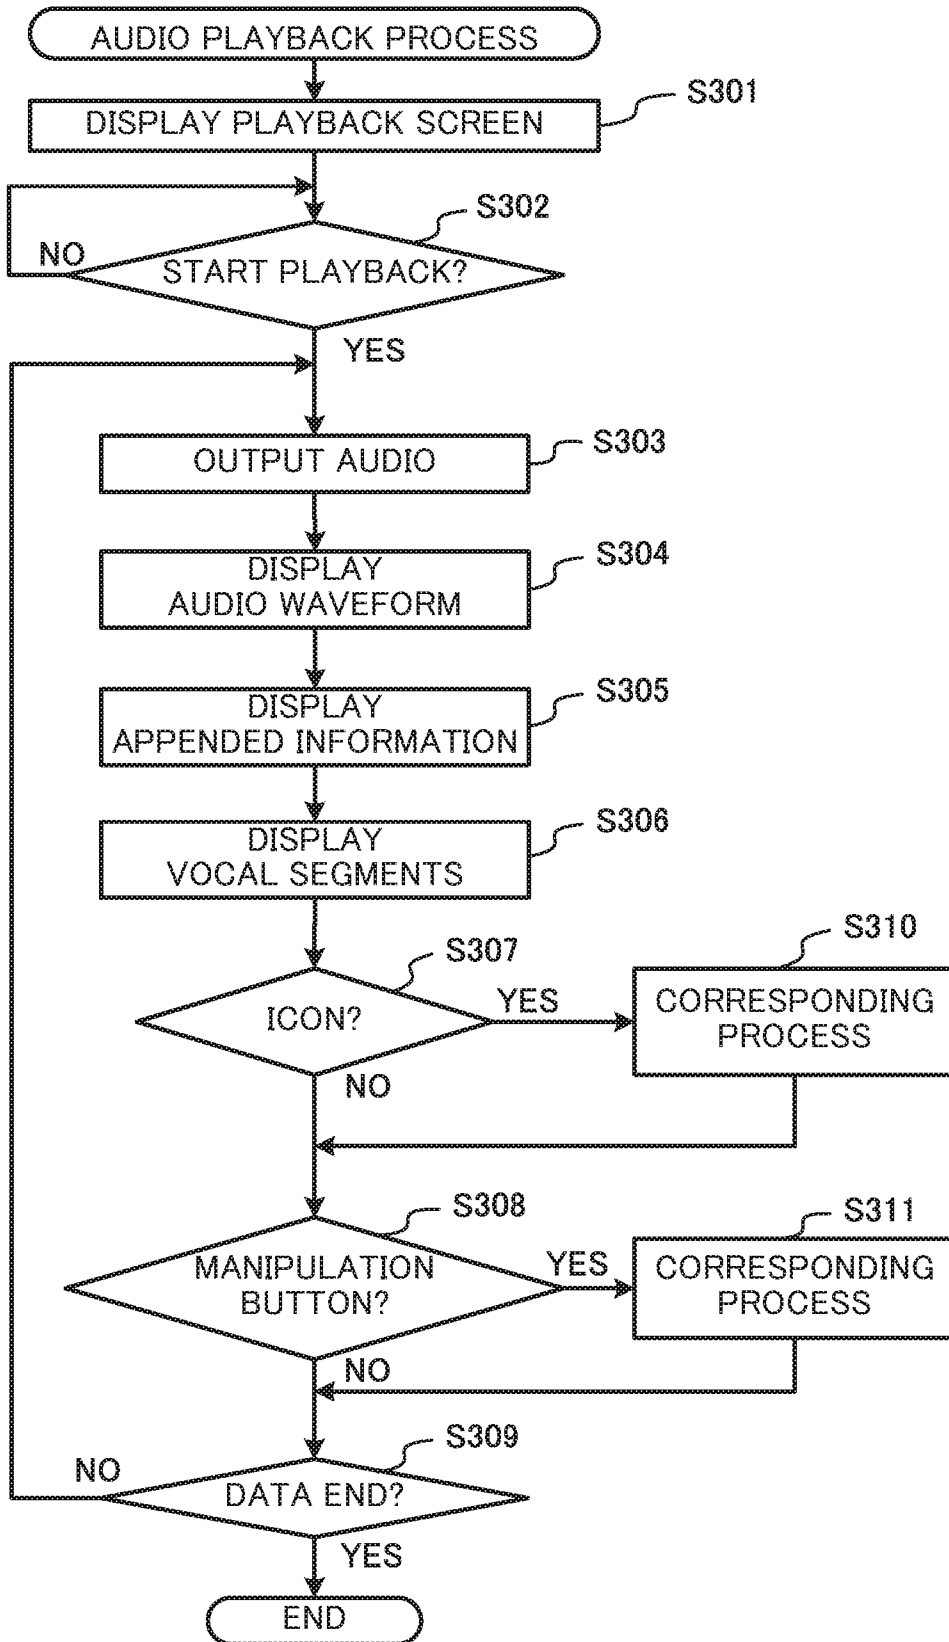 AUDIO PLAYBACK PROCESS
S301
DISPLAY PLAYBACK SCREEN
S302
NO
START PLAYBACK?
YES
S303
OUTPUT AUDIO
S304
DISPLAY
AUDIO WAVEFORM
S305
DISPLAY
APPENDED INFORMATION
S306
DISPLAY
VOCAL SEGMENTS
S307
S310
ICON?
YES
CORRESPONDING
PROCESS
NO
S308
S311
MANIPULATION
BUTTON?
YES
CORRESPONDING
PROCESS
NO
S309
NO
DATA END?
YES
END